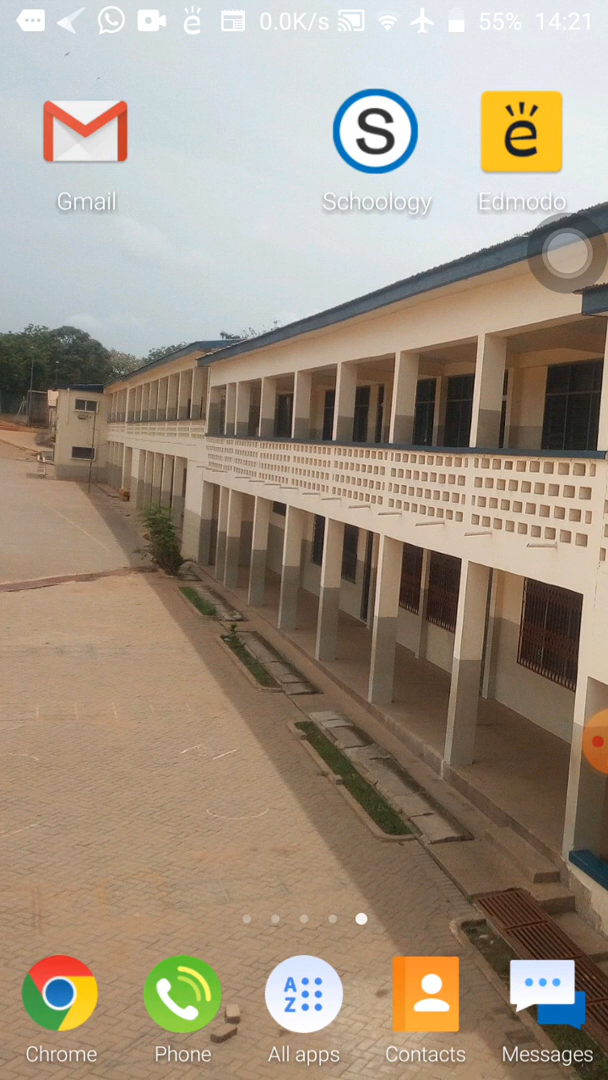 0.0K/s 55% 14:21
Gmail Schoology Edmodo
Chrome Phone All apps Contacts Messages